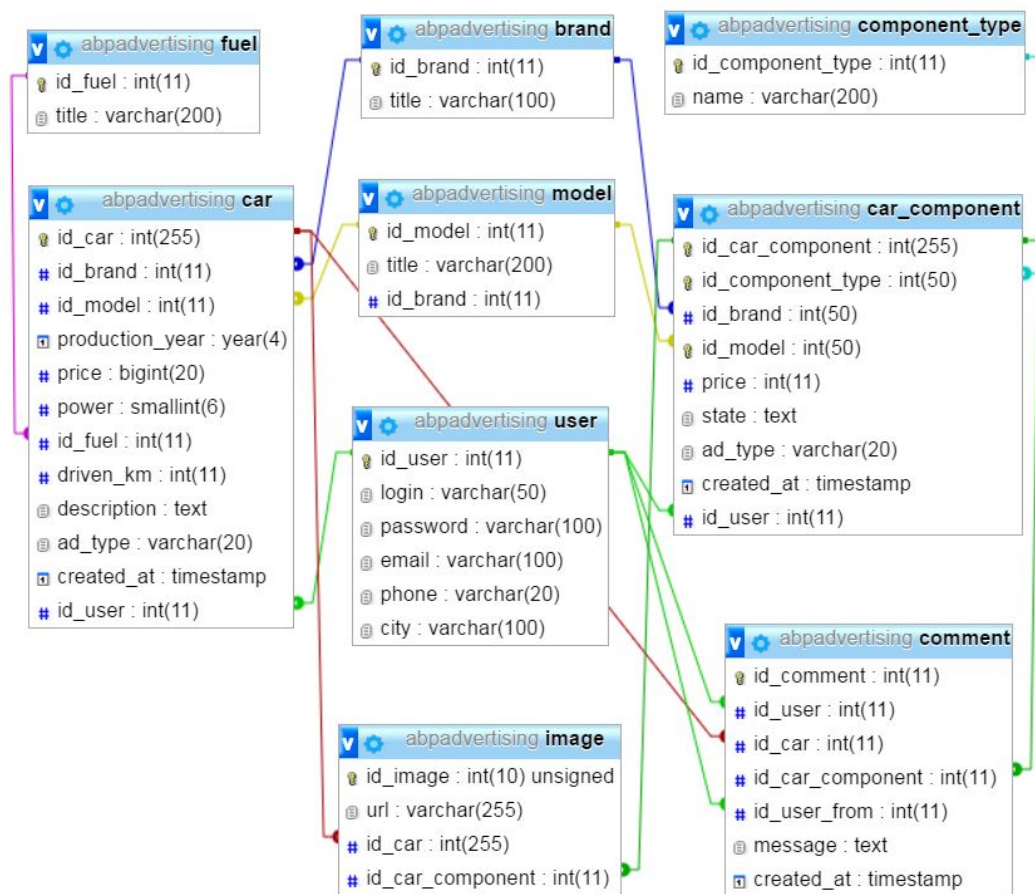 abpadvertising fuel
id_fuel : int(11)
title : varchar(200)
abpadvertising brand
id_brand : int(11)
title : varchar(100)
abpadvertising component_type
id_component_type : int(11)
name : varchar(200)
abpadvertising car
id_car : int(255)
id_brand : int(11)
id_model : int(11)
production_year : year(4)
price : bigint(20)
power : smallint(6)
id_fuel : int(11)
driven_km : int(11)
description : text
ad_type : varchar(20)
created_at : timestamp
id_user : int(11)
abpadvertising model
id_model : int(11)
title : varchar(200)
id_brand : int(11)
abpadvertising car_component
id_car_component : int(255)
id_component_type : int(50)
id_brand : int(50)
id_model : int(50)
price : int(11)
state : text
ad_type : varchar(20)
created_at : timestamp
id_user : int(11)
abpadvertising user
id_user : int(11)
login : varchar(50)
password : varchar(100)
email : varchar(100)
phone : varchar(20)
city : varchar(100)
abpadvertising image
id_image : int(10) unsigned
url : varchar(255)
id_car : int(255)
id_car_component : int(11)
abpadvertising comment
id_comment : int(11)
id_user : int(11)
id_car : int(11)
id_car_component : int(11)
id_user_from : int(11)
message : text
created_at : timestamp